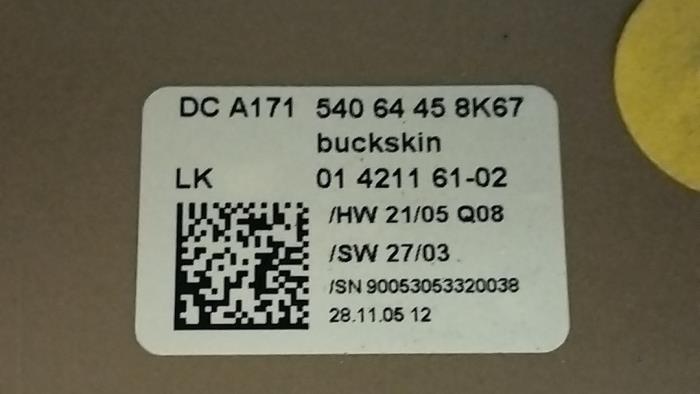 DC A171 540 64 45 8K67
buckskin
LK 01 4211 61-02
/HW 21/05 Q08
/SW 27/03
/SN 90053053320038
28.11.05 12